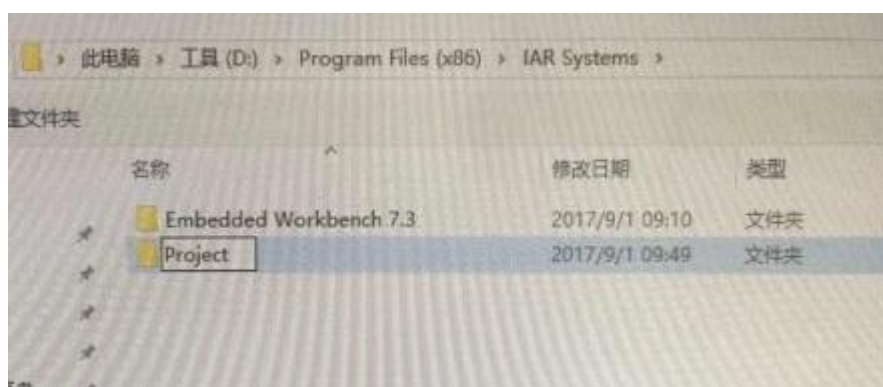 > 此电脑 > 工具 (D:) > Program Files (x86) > IAR Systems >
建文件夹
名称 修改日期 类型
Embedded Workbench 7.3 2017/9/1 09:10 文件夹
Project 2017/9/1 09:49 文件夹